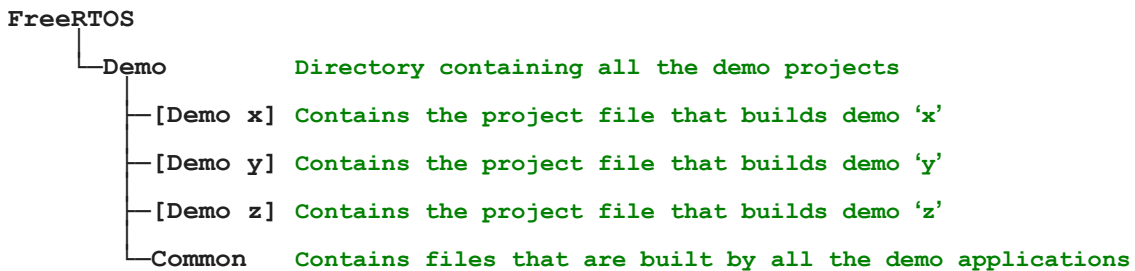 FreeRTOS
Demo Directory containing all the demo projects
[Demo x] Contains the project file that builds demo ‘x’
[Demo y] Contains the project file that builds demo ‘y’
[Demo z] Contains the project file that builds demo ‘z’
Common Contains files that are built by all the demo applications